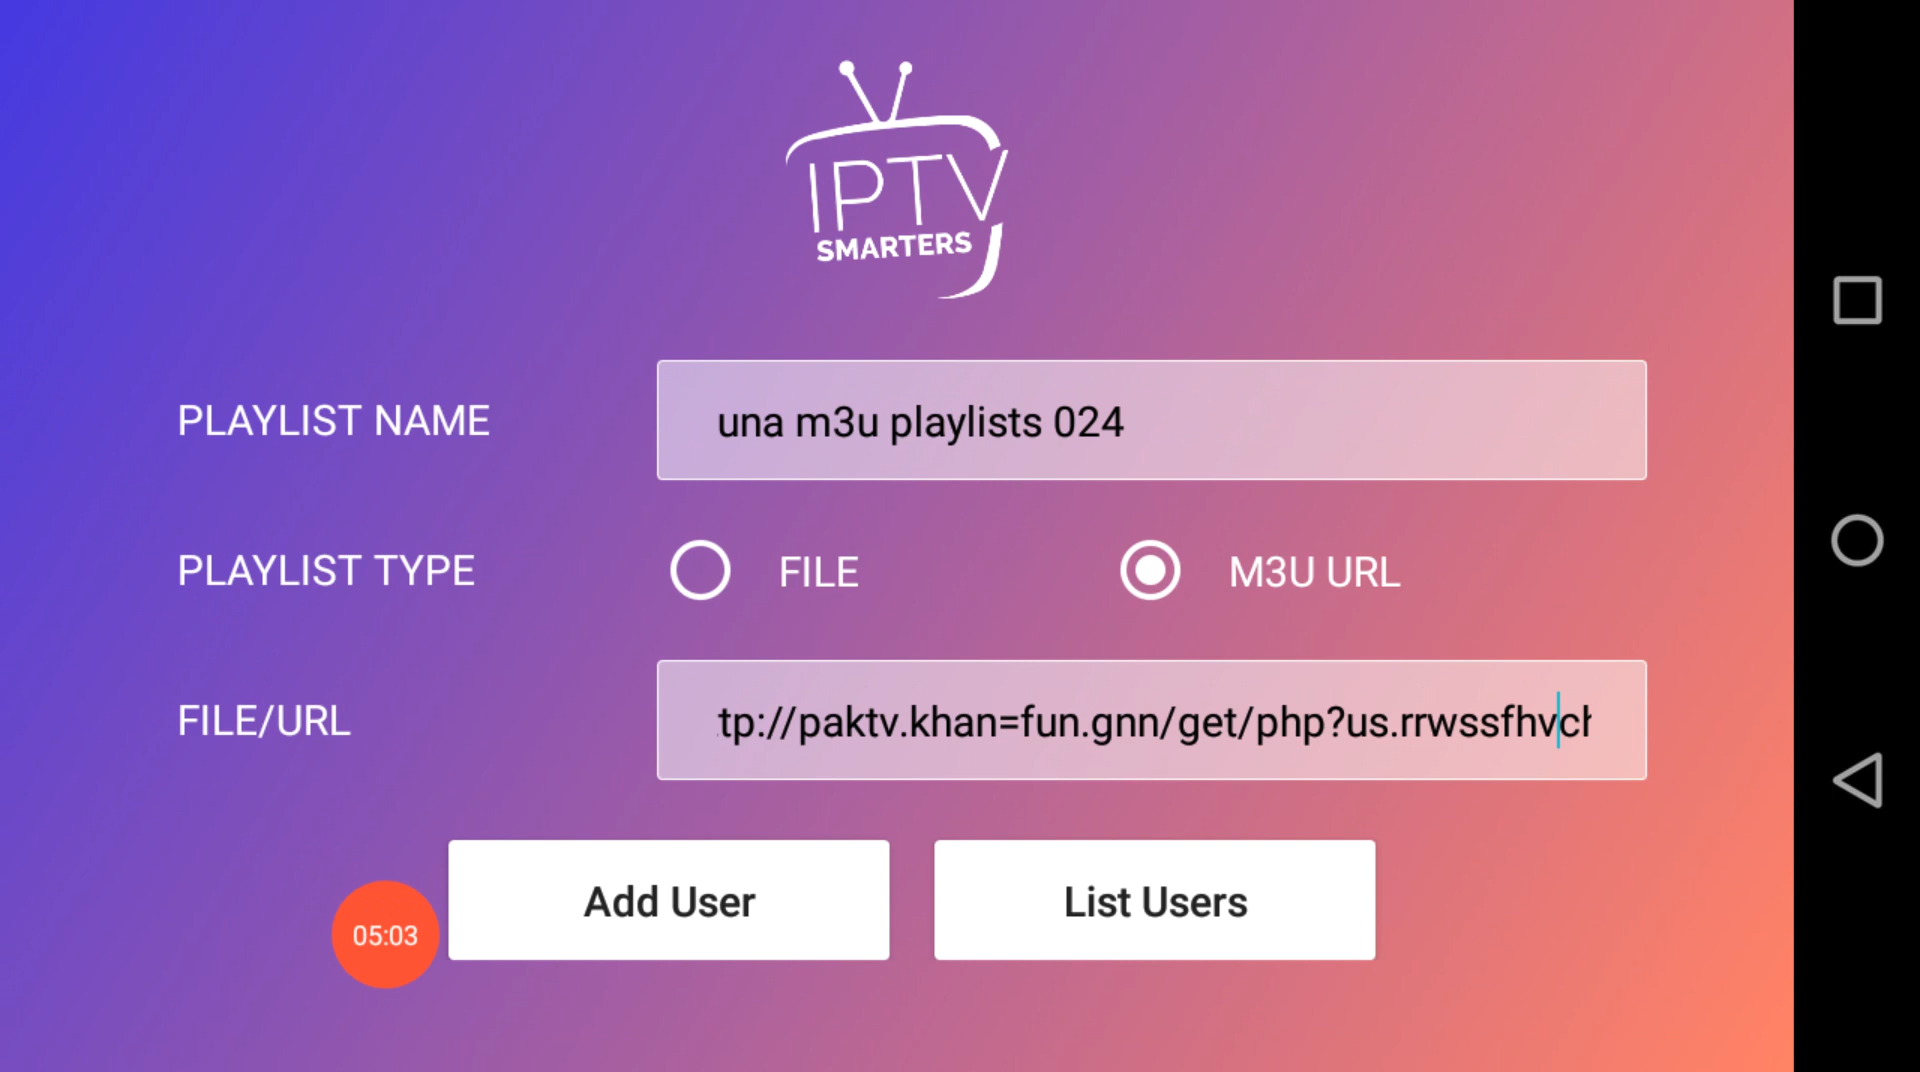 IPTV
SMARTERS
PLAYLIST NAME
una m3u playlists 024
PLAYLIST TYPE
FILE
M3U URL
FILE/URL
tp://paktv.khan=fun.gnn/get/php?us.rrwssfhvch
Add User
List Users
05:03